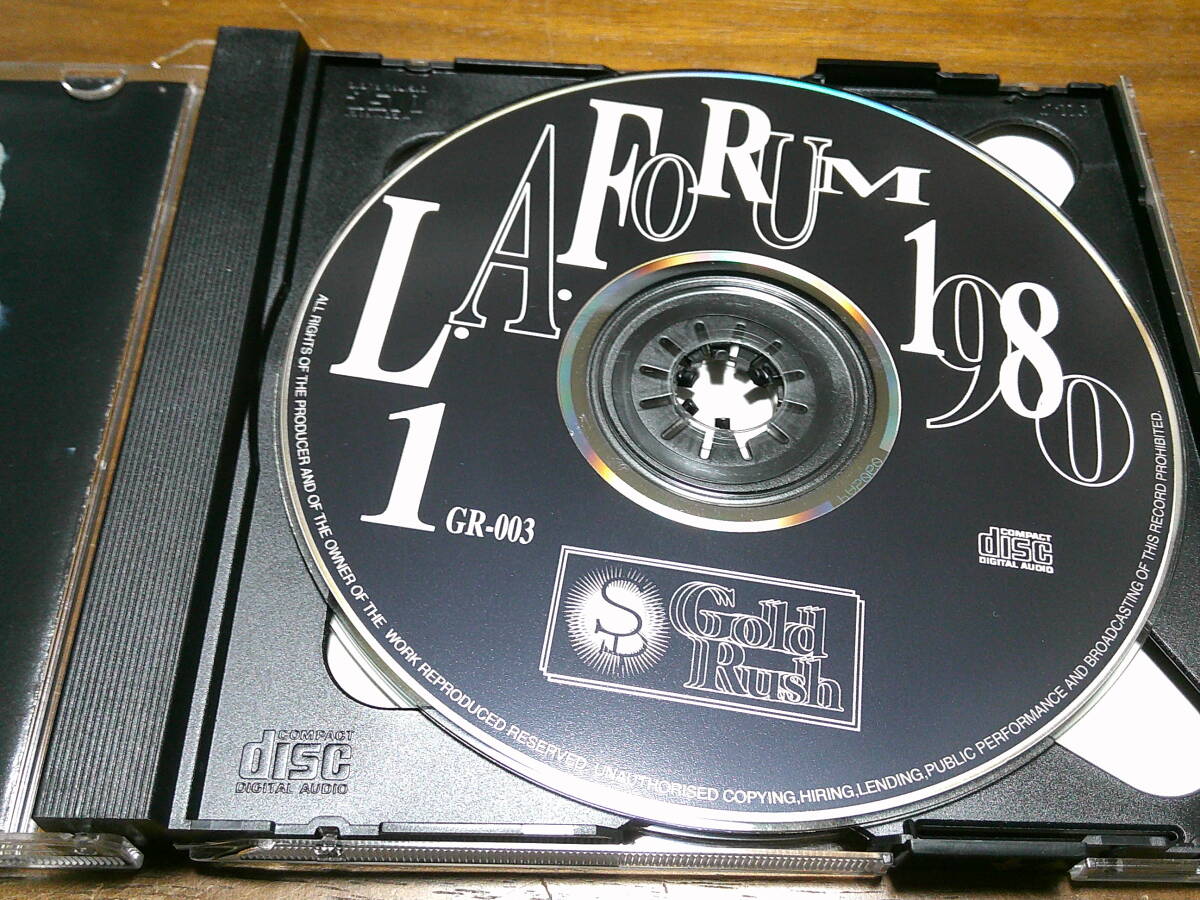 L.A. FORUM 1980
1
GR-003
COMPACT
disc
DIGITAL AUDIO
S
Gold
Rush
ALL RIGHTS OF THE PRODUCER AND OF THE OWNER OF THE WORK REPRODUCED RESERVED. UNAUTHORISED COPYING,HIRING,LENDING,PUBLIC PERFORMANCE AND BROADCASTING OF THIS RECORD PROHIBITED.
COMPACT
disc
DIGITAL AUDIO